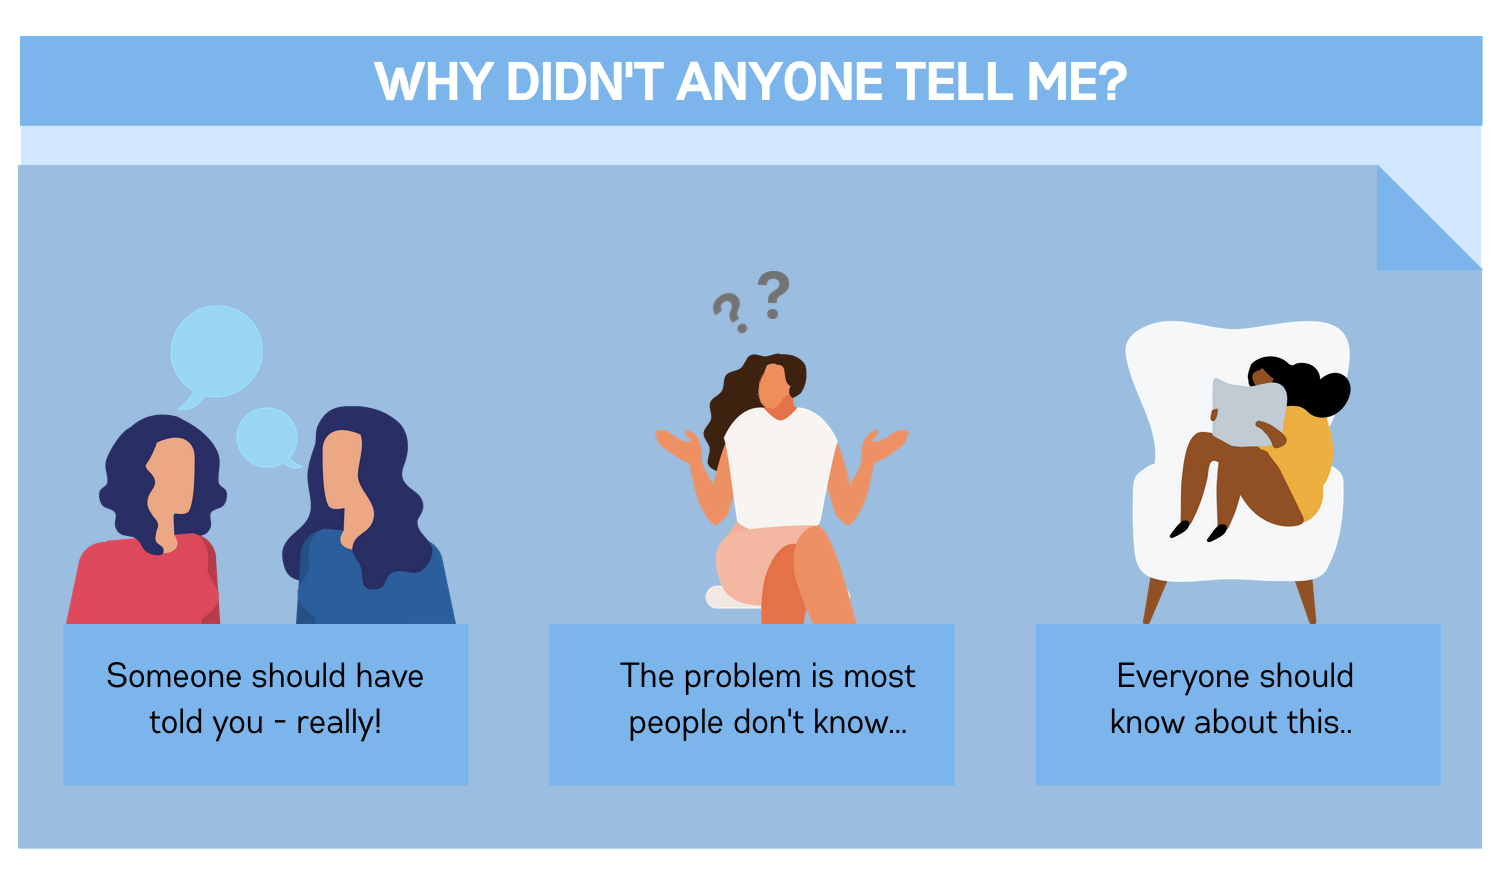 WHY DIDN'T ANYONE TELL ME?
? ?
Someone should have
told you - really!
The problem is most
people don't know...
Everyone should
know about this..